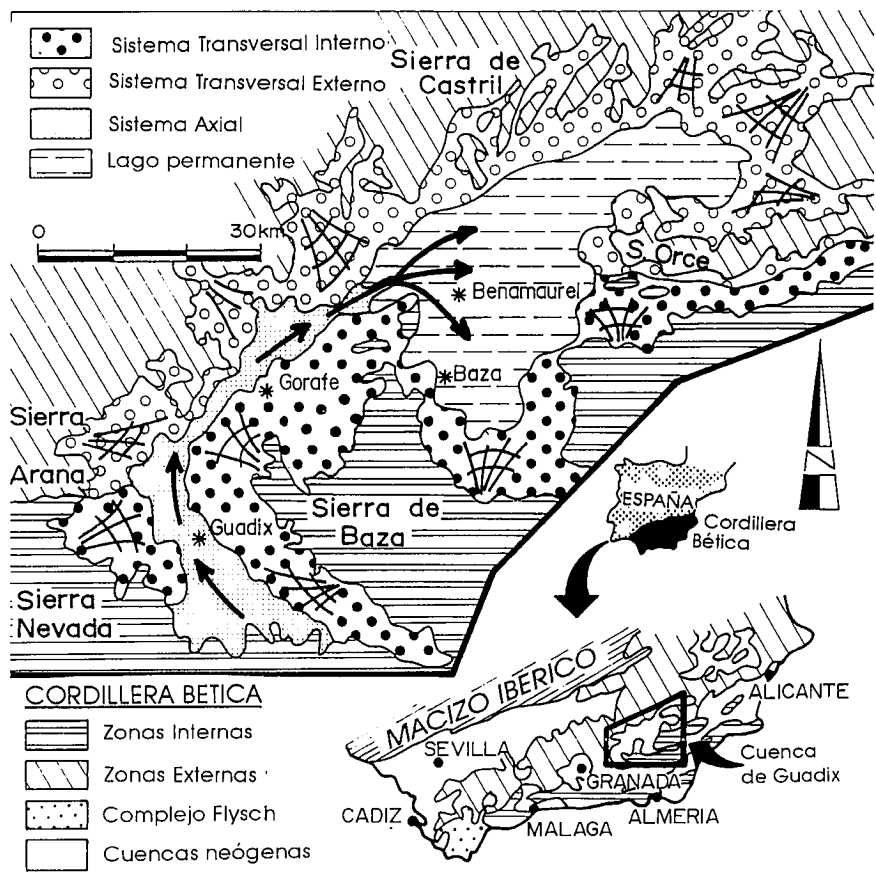 Sistema Transversal Interno
Sistema Transversal Externo
Sistema Axial
Lago permanente
0 30km
Sierra de
Castril
S. Orce
Benamaurel
Baza
Gorafe
Sierra
Arana
Sierra de
Baza
Guadix
Sierra
Nevada
N
ESPAÑA
Cordillera
Bética
CORDILLERA BETICA
Zonas Internas
Zonas Externas
Complejo Flysch
Cuencas neógenas
MACIZO IBÉRICO
ALICANTE
SEVILLA
Cuenca
de Guadix
GRANADA
CADIZ
MALAGA
ALMERIA